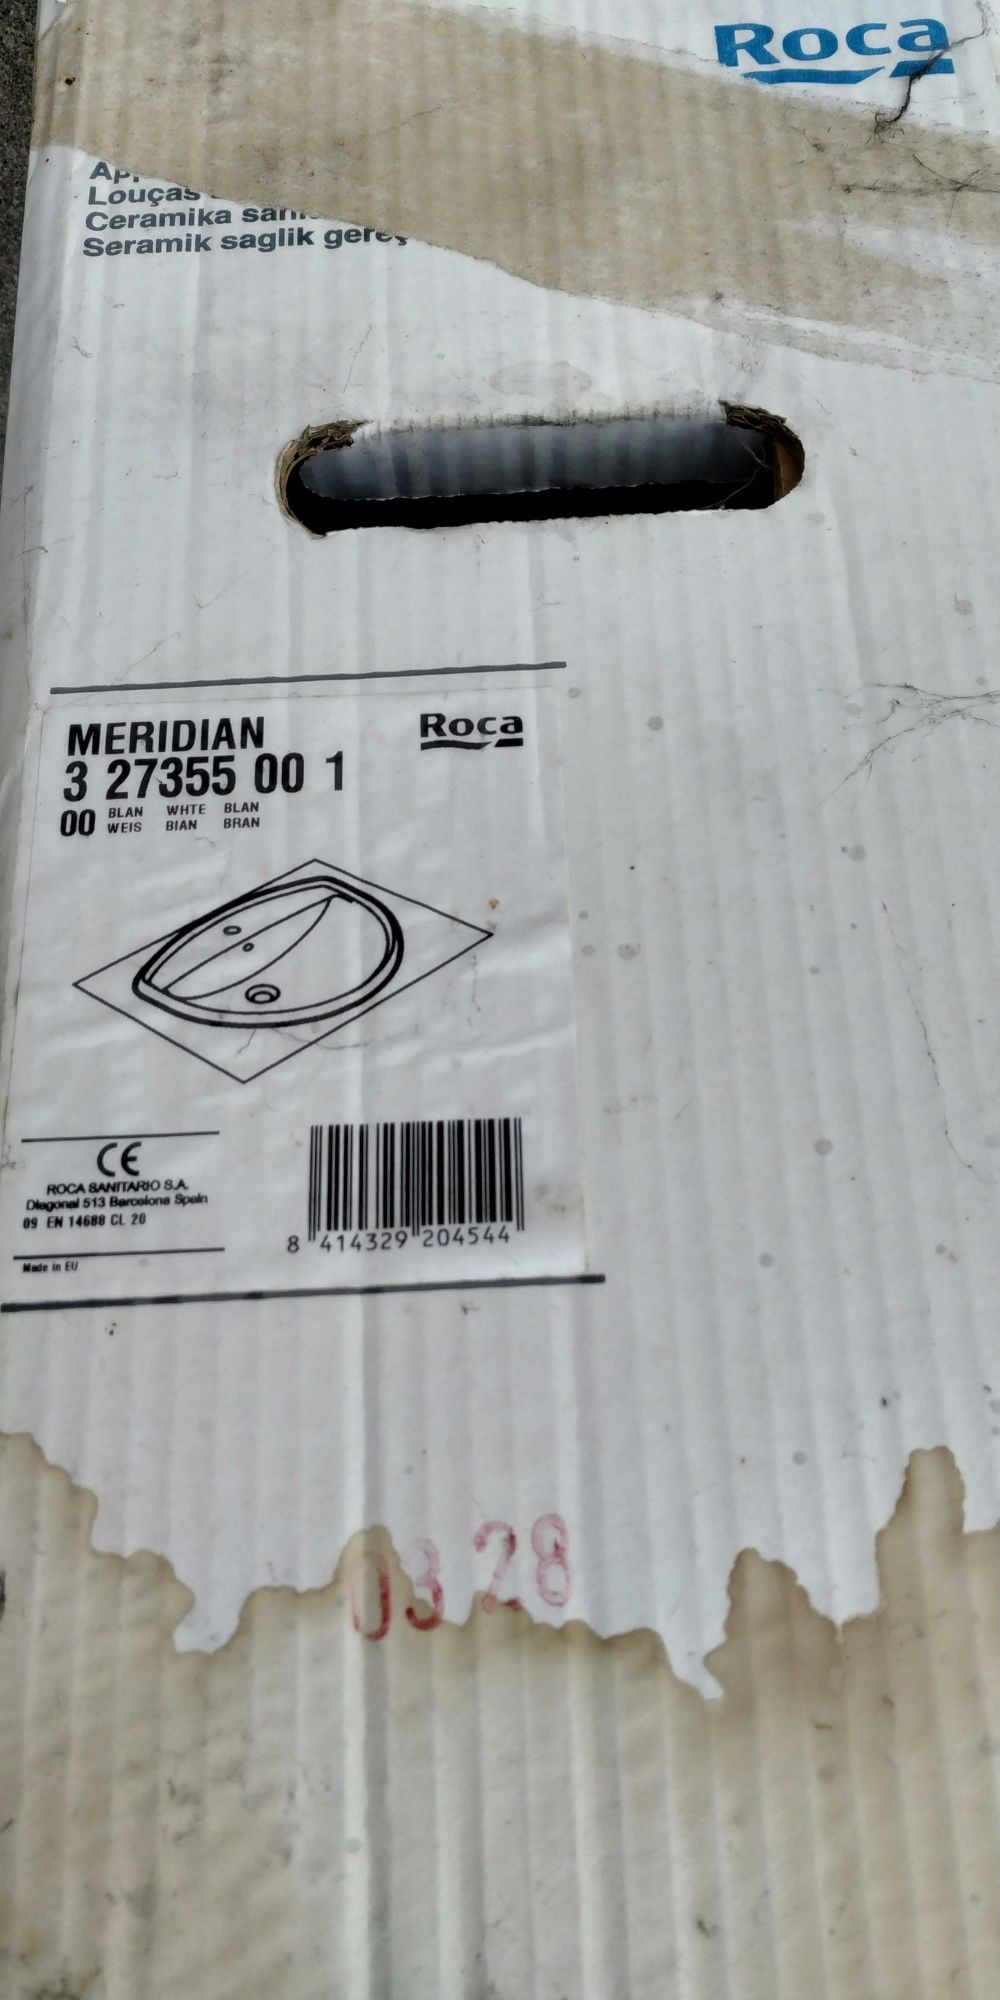 Roca
Louças
Ceramika
Seramik saglik
MERIDIAN Roca
3 27355 00 1
00 BLAN WHTE BLAN
WEIS BIAN BRAN
CE
ROCA SANITARIO S.A.
Diagonal 513 Barcelona Spain
09 EN 14688 CL 20
Made in EU
8 414329 204544
03 28